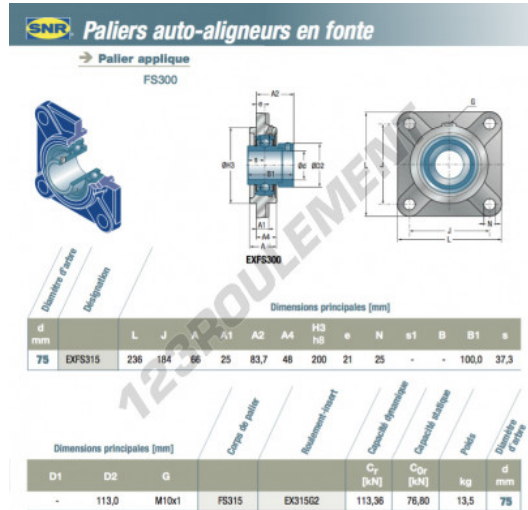 SNR Paliers auto-aligneurs en fonte
Palier applique
FS300
A2
e
G
ØH3
s
B1
Ød
ØD2
L
J
A1
A4
A
N
J
L
EXFS300
123ROULEMENT
Diamètre d'arbre
Désignation
Dimensions principales [mm]
d mm L J A A1 A2 A4 H3 h8 e N s1 B B1 s
75 EXFS315 236 184 66 25 83,7 48 200 21 25 - - 100,0 37,3
Dimensions principales [mm]
Corps de palier
Roulement-insert
Capacité dynamique
Capacité statique
Poids
Diamètre d'arbre
D1 D2 G Cr [kN] C0r [kN] kg d mm
- 113,0 M10x1 FS315 EX315G2 113,36 76,80 13,5 75